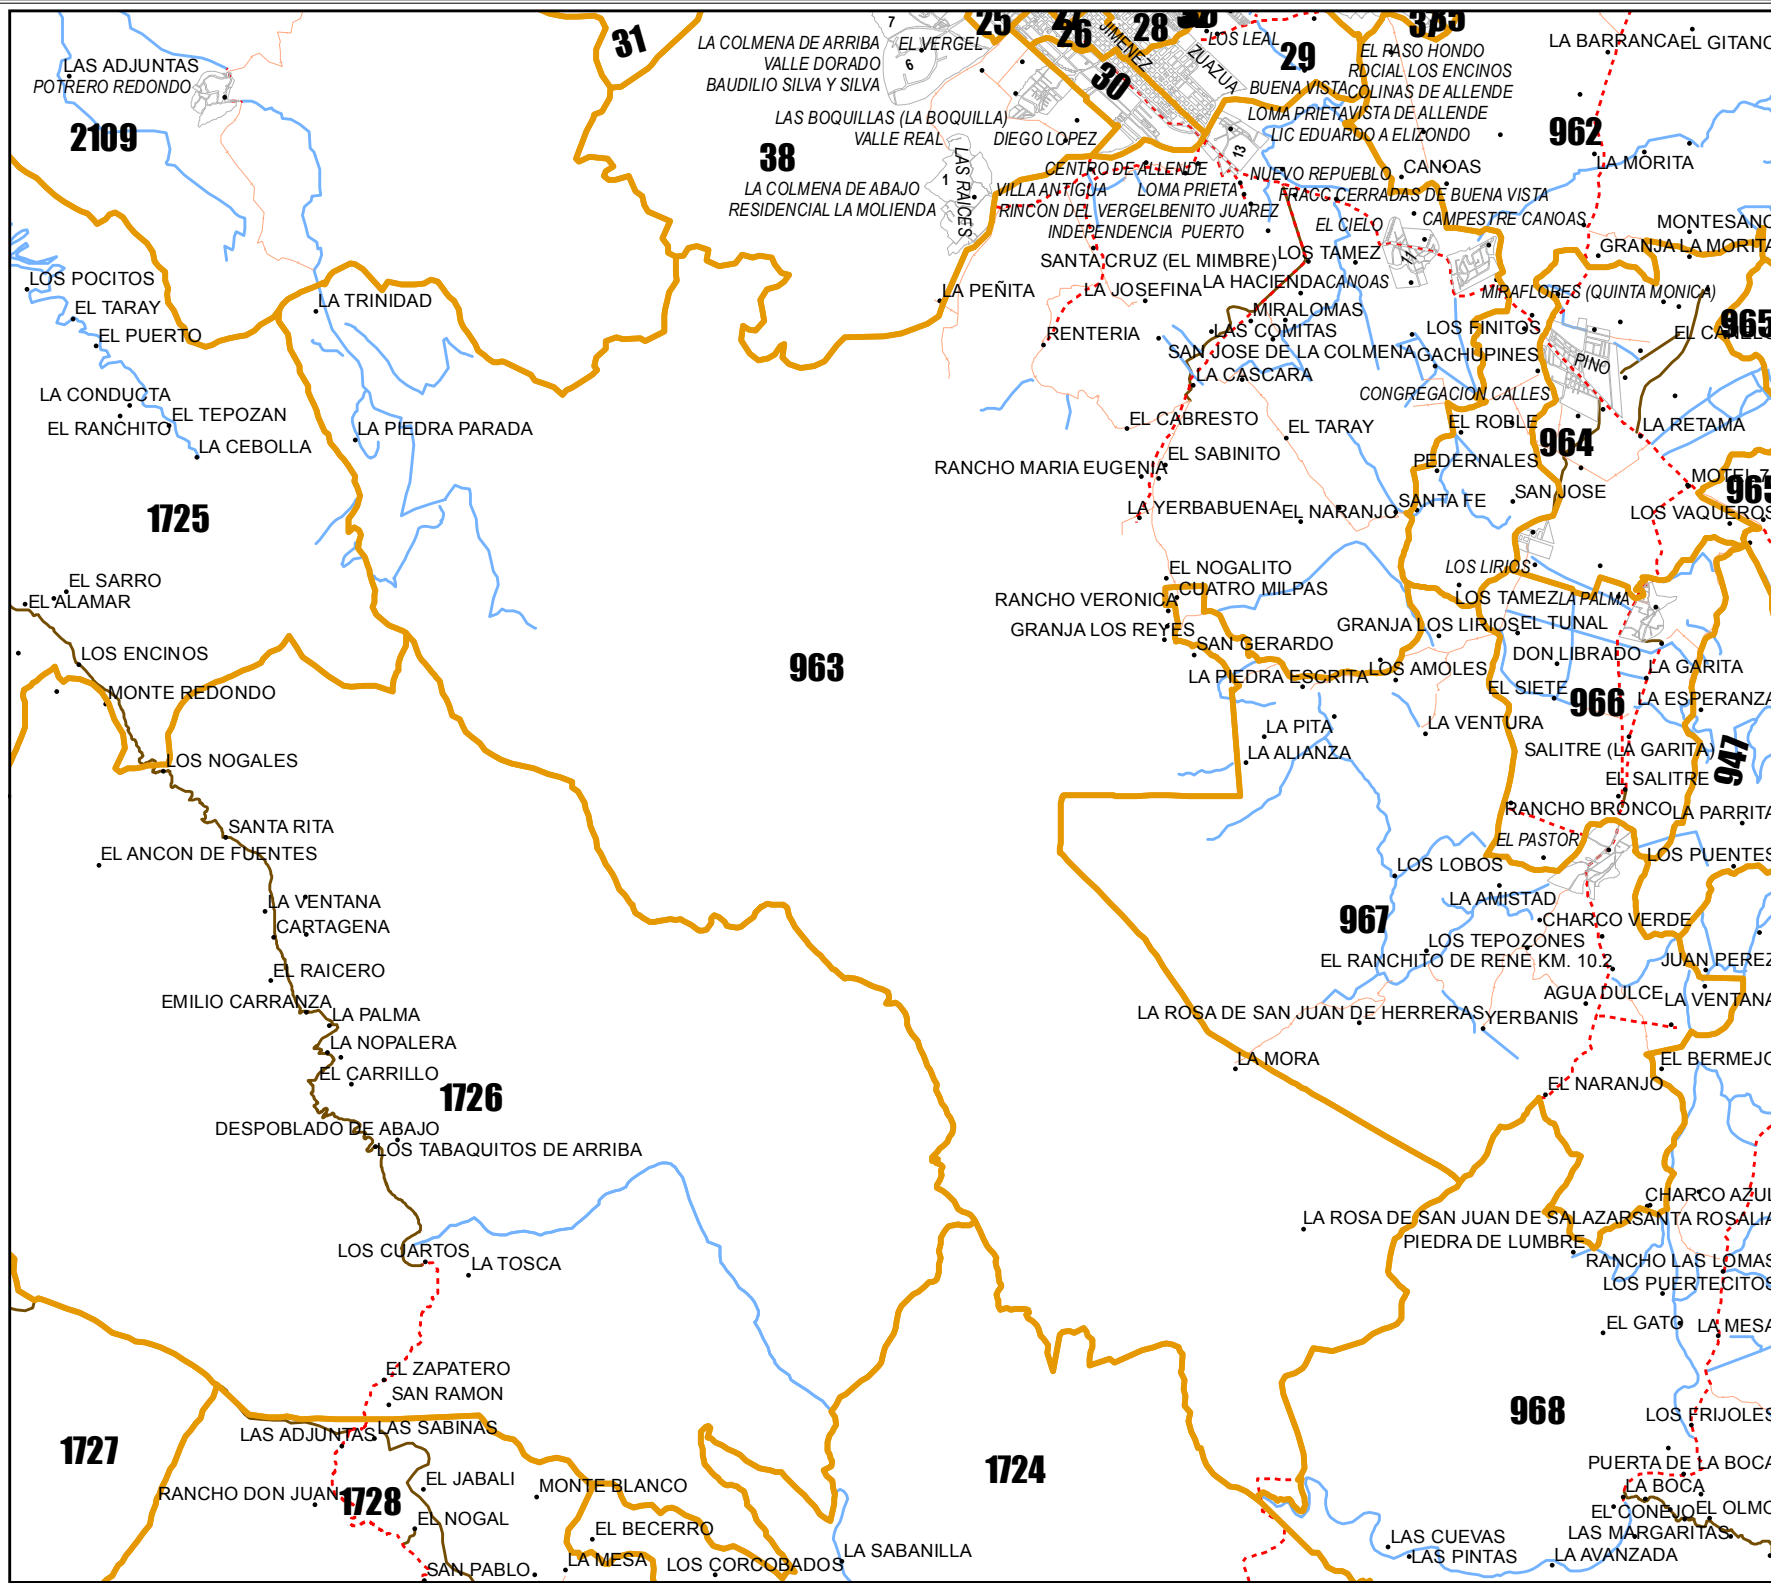 31
7
25
26
28
JIMENEZ
ZUAZUA
30
29
LA COLMENA DE ARRIBA
EL VERGEL
6
VALLE DORADO
BAUDILIO SILVA Y SILVA
LOS LEAL
EL PASO HONDO
RDCIAL LOS ENCINOS
BUENA VISTA
COLINAS DE ALLENDE
LOMA PRIETA
VISTA DE ALLENDE
LIC EDUARDO A ELIZONDO
LA BARRANCA
EL GITANO
962
LA MORITA
LAS ADJUNTAS
POTRERO REDONDO
2109
LAS BOQUILLAS (LA BOQUILLA)
VALLE REAL
DIEGO LOPEZ
38
LAS RAICES
1
13
LA COLMENA DE ABAJO
RESIDENCIAL LA MOLIENDA
CENTRO DE ALLENDE
NUEVO REPUEBLO
CANOAS
VILLA ANTIGUA
LOMA PRIETA
FRACC CERRADAS DE BUENA VISTA
RINCON DEL VERGEL
BENITO JUAREZ
EL CIELO
CAMPESTRE CANOAS
INDEPENDENCIA
PUERTO
MONTESANO
GRANJA LA MORITA
SANTA CRUZ (EL MIMBRE)
LOS TAMEZ
11
LA PEÑITA
LA JOSEFINA
LA HACIENDA
CANOAS
MIRAFLORES (QUINTA MONICA)
MIRALOMAS
RENTERIA
LAS COMITAS
LOS FINITOS
965
SAN JOSE DE LA COLMENA
GACHUPINES
PINO
LA CASCARA
CONGREGACION CALLES
LOS POCITOS
EL TARAY
EL PUERTO
LA TRINIDAD
LA CONDUCTA
EL RANCHITO
EL TEPOZAN
LA CEBOLLA
LA PIEDRA PARADA
EL CABRESTO
EL TARAY
EL ROBLE
LA RETAMA
964
RANCHO MARIA EUGENIA
EL SABINITO
PEDERNALES
MOTEL 7
965
1725
LA YERBABUENA
EL NARANJO
SANTA FE
SAN JOSE
LOS VAQUEROS
EL SARRO
EL ALAMAR
EL NOGALITO
LOS LIRIOS
CUATRO MILPAS
RANCHO VERONICA
LOS TAMEZ
LA PALMA
GRANJA LOS REYES
GRANJA LOS LIRIOS
EL TUNAL
SAN GERARDO
LOS ENCINOS
963
DON LIBRADO
LA GARITA
MONTE REDONDO
LA PIEDRA ESCRITA
LOS AMOLES
EL SIETE
966
LA ESPERANZA
LA PITA
LA VENTURA
LA ALIANZA
SALITRE (LA GARITA)
947
LOS NOGALES
EL SALITRE
RANCHO BRONCO
LA PARRITA
SANTA RITA
EL PASTOR
EL ANCON DE FUENTES
LOS LOBOS
LOS PUENTES
LA VENTANA
LA AMISTAD
CARTAGENA
967
CHARCO VERDE
LOS TEPOZONES
EL RANCHITO DE RENE KM. 10.2
JUAN PEREZ
EL RAICERO
AGUA DULCE
LA VENTANA
EMILIO CARRANZA
LA PALMA
LA ROSA DE SAN JUAN DE HERRERAS
YERBANIS
LA NOPALERA
LA MORA
EL BERMEJO
EL CARRILLO
EL NARANJO
1726
DESPOBLADO DE ABAJO
LOS TABAQUITOS DE ARRIBA
CHARCO AZUL
LA ROSA DE SAN JUAN DE SALAZAR
SANTA ROSALIA
LOS CUARTOS
PIEDRA DE LUMBRE
LA TOSCA
RANCHO LAS LOMAS
LOS PUERTECITOS
EL GATO
LA MESA
EL ZAPATERO
SAN RAMON
968
LOS FRIJOLES
LAS ADJUNTAS
LAS SABINAS
1727
1724
PUERTA DE LA BOCA
EL JABALI
MONTE BLANCO
LA BOCA
RANCHO DON JUAN
1728
EL CONEJO
EL OLMO
EL NOGAL
EL BECERRO
LAS CUEVAS
LAS MARGARITAS
LA MESA
LOS CORCOBADOS
LA SABANILLA
LAS PINTAS
LA AVANZADA
SAN PABLO